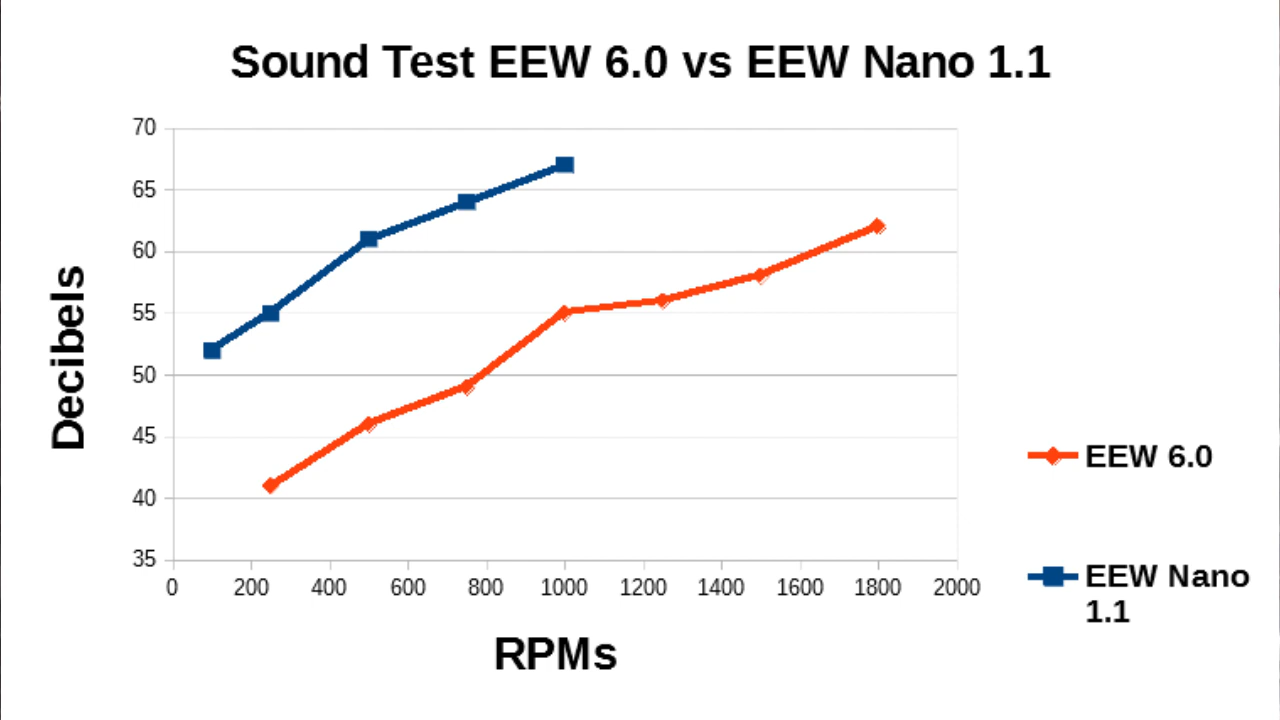 Sound Test EEW 6.0 vs EEW Nano 1.1
70
65
60
55
50
45
40
35
Decibels
0 200 400 600 800 1000 1200 1400 1600 1800 2000
RPMs
EEW 6.0
EEW Nano
1.1